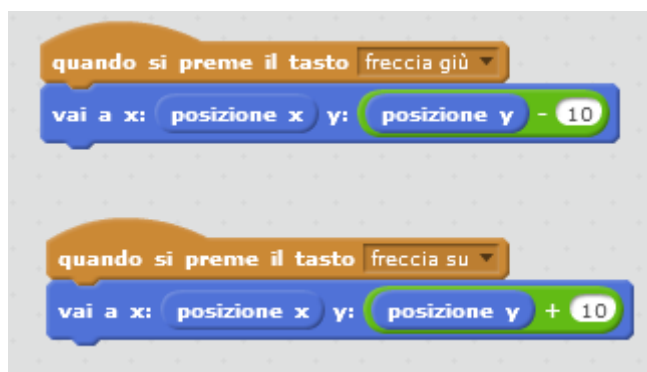 quando si preme il tasto freccia giù
vai a x: posizione x y: posizione y - 10
quando si preme il tasto freccia su
vai a x: posizione x y: posizione y + 10